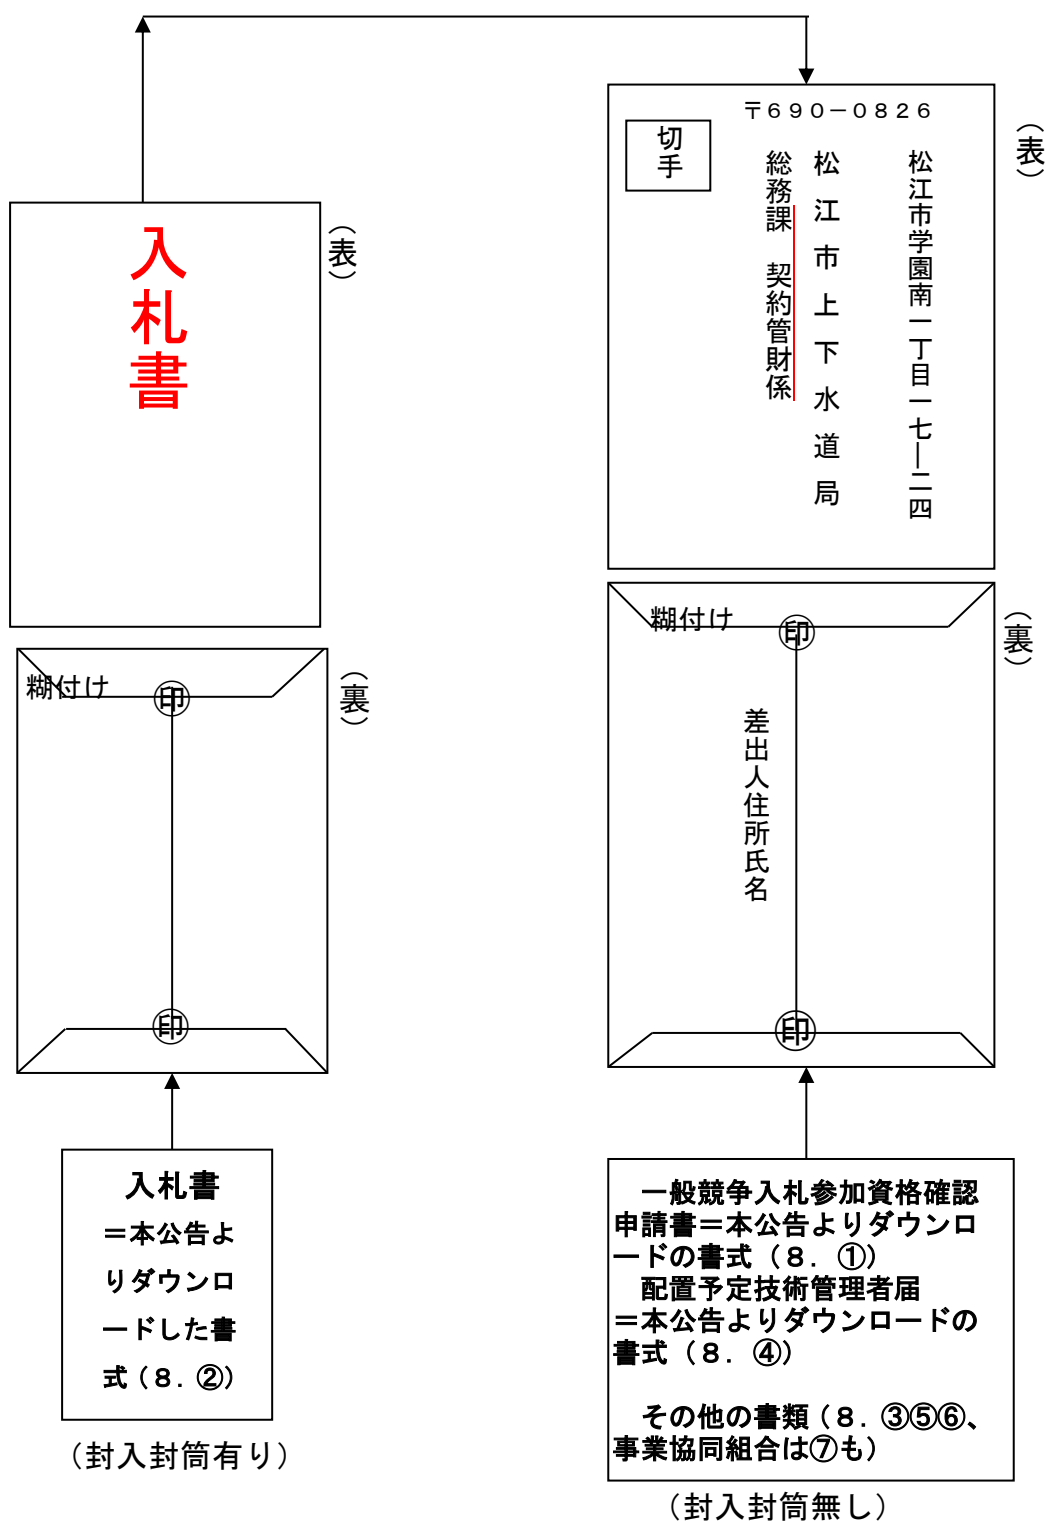 入札書
（表）
糊付け
㊞
㊞
（裏）
入札書
＝本公告よ
りダウンロ
ードした書
式（８．②）
（封入封筒有り）
〒６９０－０８２６
切手
松江市学園南一丁目一七―二四
松江市上下水道局
総務課　契約管財係
（表）
糊付け
㊞
差出人住所氏名
㊞
（裏）
一般競争入札参加資格確認
申請書＝本公告よりダウンロ
ードの書式（８．①）
配置予定技術管理者届
＝本公告よりダウンロードの
書式（８．④）
その他の書類（８．③⑤⑥、
事業協同組合は⑦も）
（封入封筒無し）